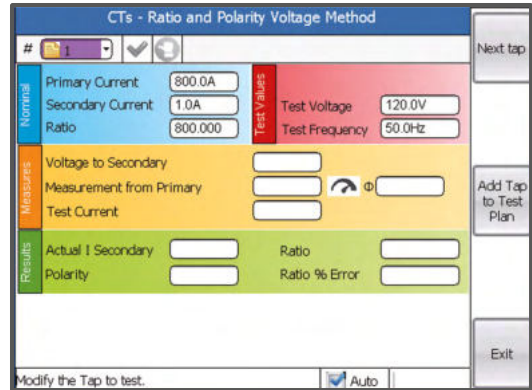 CTs - Ratio and Polarity Voltage Method
# 1
Next tap
Nominal
Primary Current 800.0A
Secondary Current 1.0A
Ratio 800.000
Test Values
Test Voltage 120.0V
Test Frequency 50.0Hz
Measures
Voltage to Secondary
Measurement from Primary Φ
Test Current
Add Tap
to Test
Plan
Results
Actual I Secondary Ratio
Polarity Ratio % Error
Exit
Modify the Tap to test. Auto